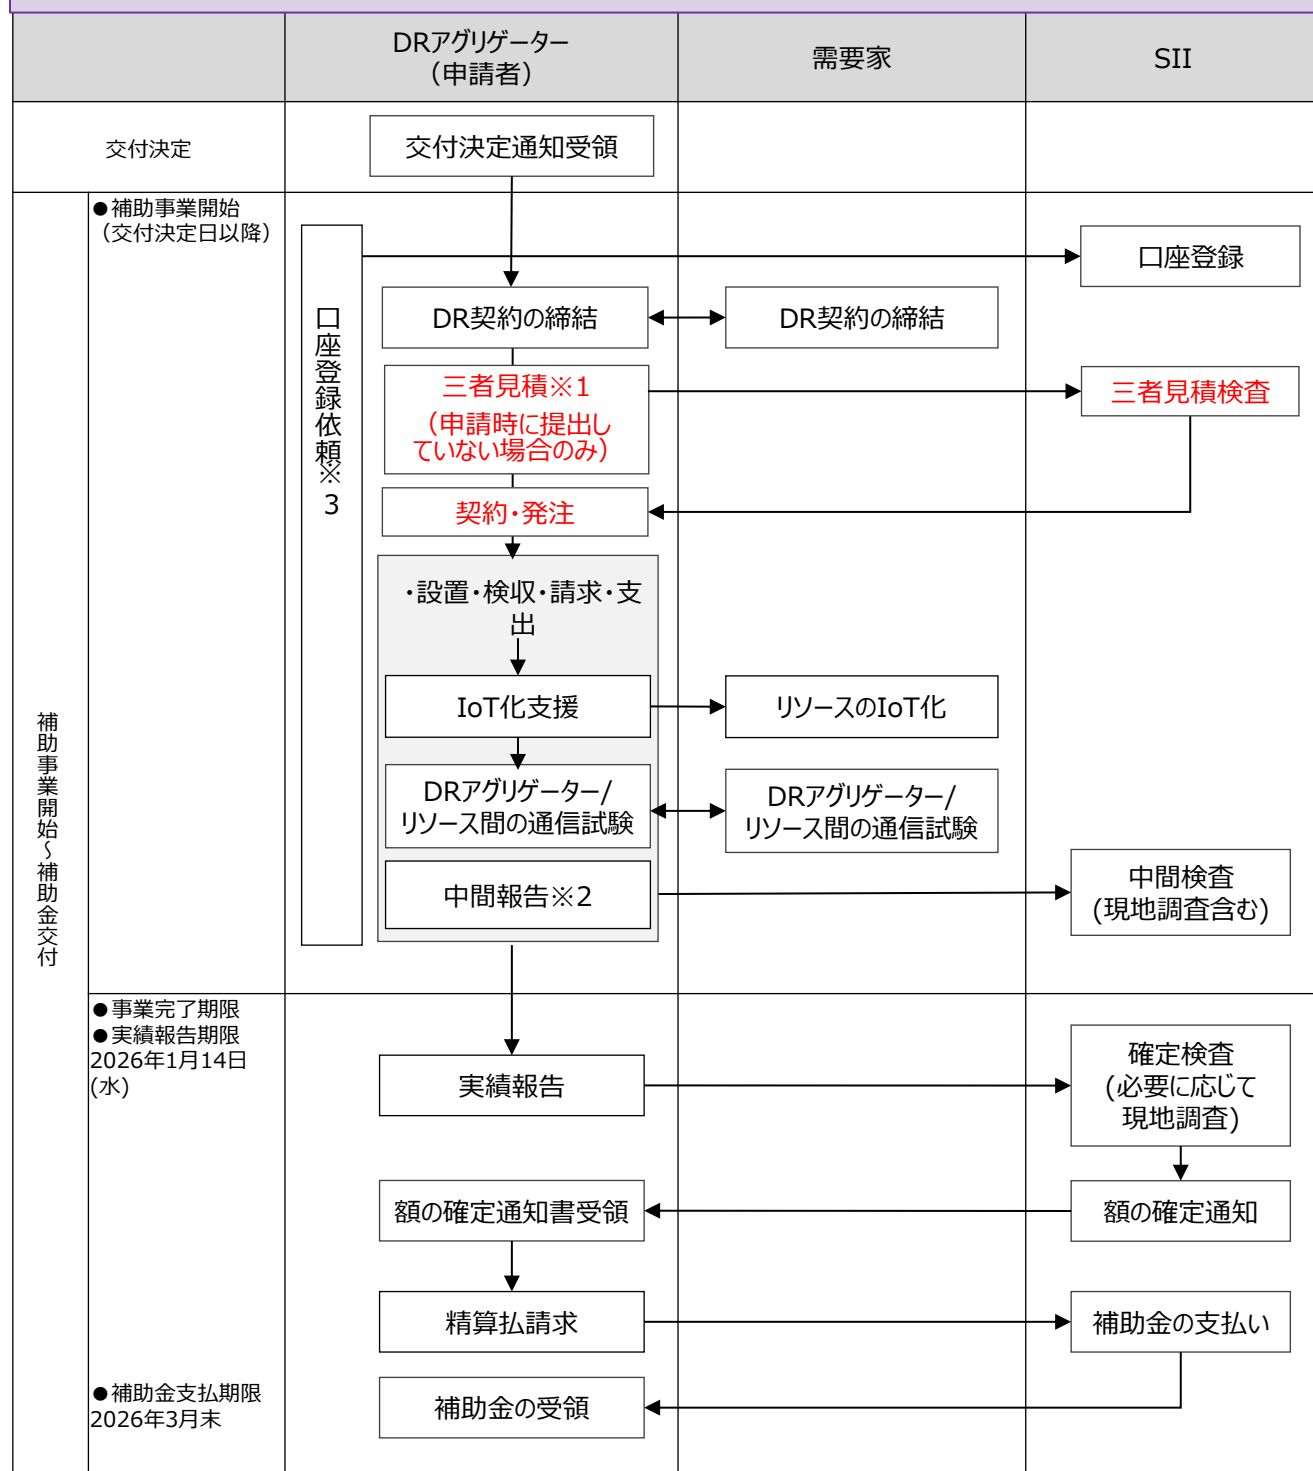 DRアグリゲーター
（申請者）
需要家
SII
交付決定
交付決定通知受領
補助事業開始～補助金交付
●補助事業開始
（交付決定日以降）
口座登録依頼※3
口座登録
DR契約の締結
DR契約の締結
三者見積※1
（申請時に提出し
ていない場合のみ）
三者見積検査
契約・発注
・設置・検収・請求・支
出
IoT化支援
リソースのIoT化
DRアグリゲーター/
リソース間の通信試験
DRアグリゲーター/
リソース間の通信試験
中間報告※2
中間検査
(現地調査含む)
●事業完了期限
●実績報告期限
2026年1月14日
(水)
実績報告
確定検査
(必要に応じて
現地調査)
額の確定通知書受領
額の確定通知
精算払請求
補助金の支払い
●補助金支払期限
2026年3月末
補助金の受領